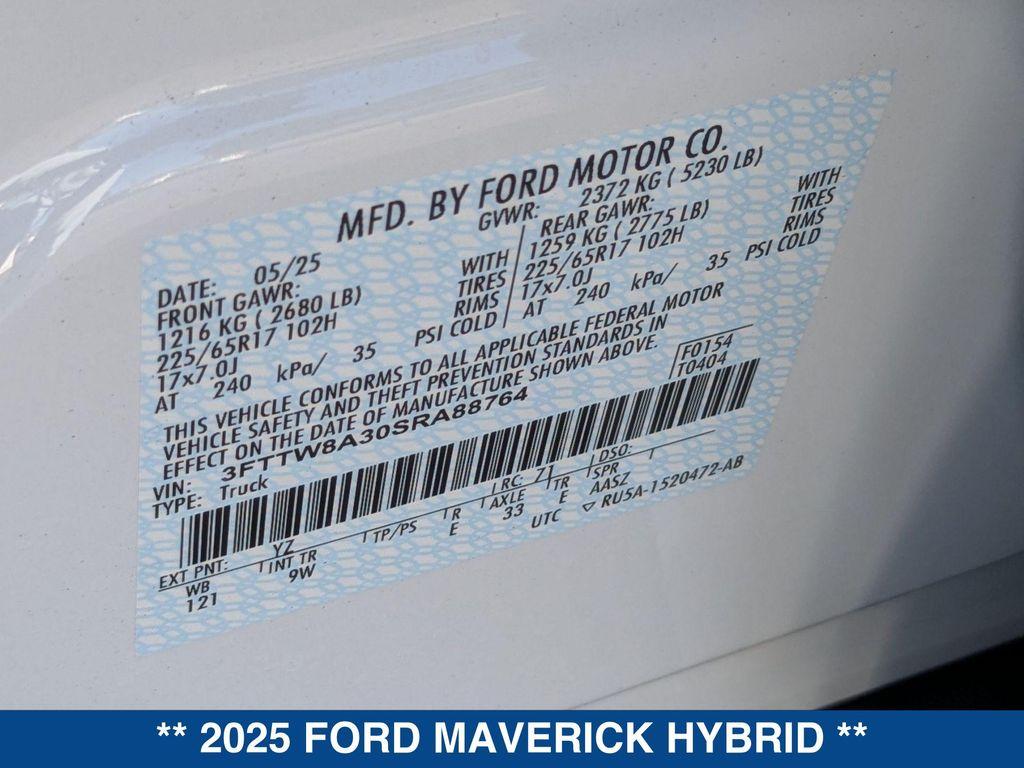 MFD. BY FORD MOTOR CO.
DATE: 05/25
GVWR: 2372 KG ( 5230 LB)
FRONT GAWR:
1216 KG ( 2680 LB) WITH
225/65R17 102H TIRES
17x7.0J RIMS
AT 240 kPa/ 35 PSI COLD
REAR GAWR:
1259 KG ( 2775 LB) WITH
225/65R17 102H TIRES
17x7.0J RIMS
AT 240 kPa/ 35 PSI COLD
THIS VEHICLE CONFORMS TO ALL APPLICABLE FEDERAL MOTOR
VEHICLE SAFETY AND THEFT PREVENTION STANDARDS IN
EFFECT ON THE DATE OF MANUFACTURE SHOWN ABOVE.
VIN: 3FTTW8A30SRA88764
TYPE: Truck
F0154
T0404
EXT PNT: YZ RC: 71 DSO:
WB INT TR TP/PS R AXLE TR SPR
121 9W E 33 E AASZ
UTC ▽ RU5A-1520472-AB
** 2025 FORD MAVERICK HYBRID **